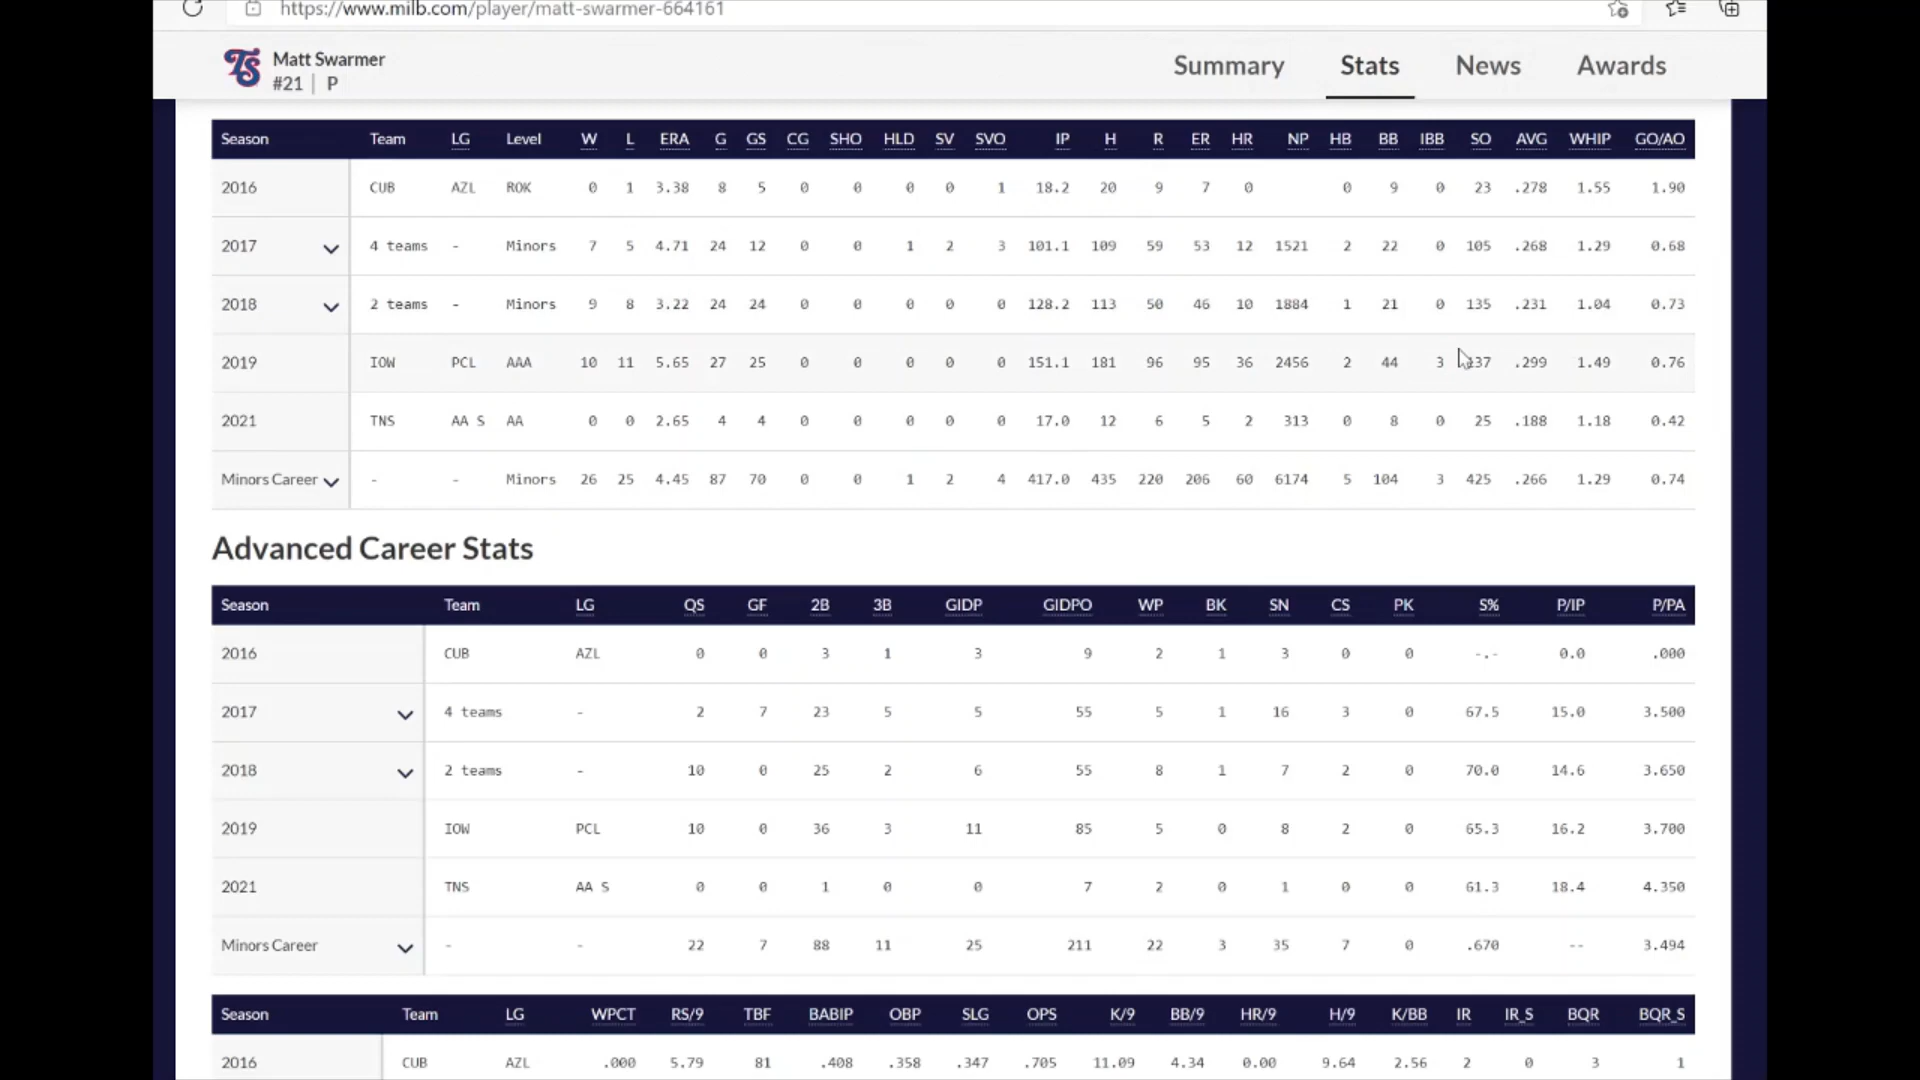 https://www.milb.com/player/matt-swarmer-664161
Matt Swarmer
#21 | P
Summary Stats News Awards
Season Team LG Level W L ERA G GS CG SHO HLD SV SVO IP H R ER HR NP HB BB IBB SO AVG WHIP GO/AO
2016 CUB AZL ROK 0 1 3.38 8 5 0 0 0 0 1 18.2 20 9 7 0 0 9 0 23 .278 1.55 1.90
2017 4 teams - Minors 7 5 4.71 24 12 0 0 1 2 3 101.1 109 59 53 12 1521 2 22 0 105 .268 1.29 0.68
2018 2 teams - Minors 9 8 3.22 24 24 0 0 0 0 0 128.2 113 50 46 10 1884 1 21 0 135 .231 1.04 0.73
2019 IOW PCL AAA 10 11 5.65 27 25 0 0 0 0 0 151.1 181 96 95 36 2456 2 44 3 137 .299 1.49 0.76
2021 TNS AA S AA 0 0 2.65 4 4 0 0 0 0 0 17.0 12 6 5 2 313 0 8 0 25 .188 1.18 0.42
Minors Career - - Minors 26 25 4.45 87 70 0 0 1 2 4 417.0 435 220 206 60 6174 5 104 3 425 .266 1.29 0.74
Advanced Career Stats
Season Team LG QS GF 2B 3B GIDP GIDPO WP BK SN CS PK S% P/IP P/PA
2016 CUB AZL 0 0 3 1 3 9 2 1 3 0 0 -.- 0.0 .000
2017 4 teams - 2 7 23 5 5 55 5 1 16 3 0 67.5 15.0 3.500
2018 2 teams - 10 0 25 2 6 55 8 1 7 2 0 70.0 14.6 3.650
2019 IOW PCL 10 0 36 3 11 85 5 0 8 2 0 65.3 16.2 3.700
2021 TNS AA S 0 0 1 0 0 7 2 0 1 0 0 61.3 18.4 4.350
Minors Career - - 22 7 88 11 25 211 22 3 35 7 0 .670 -- 3.494
Season Team LG WPCT RS/9 TBF BABIP OBP SLG OPS K/9 BB/9 HR/9 H/9 K/BB IR IR_S BQR BQR_S
2016 CUB AZL .000 5.79 81 .408 .358 .347 .705 11.09 4.34 0.00 9.64 2.56 2 0 3 1